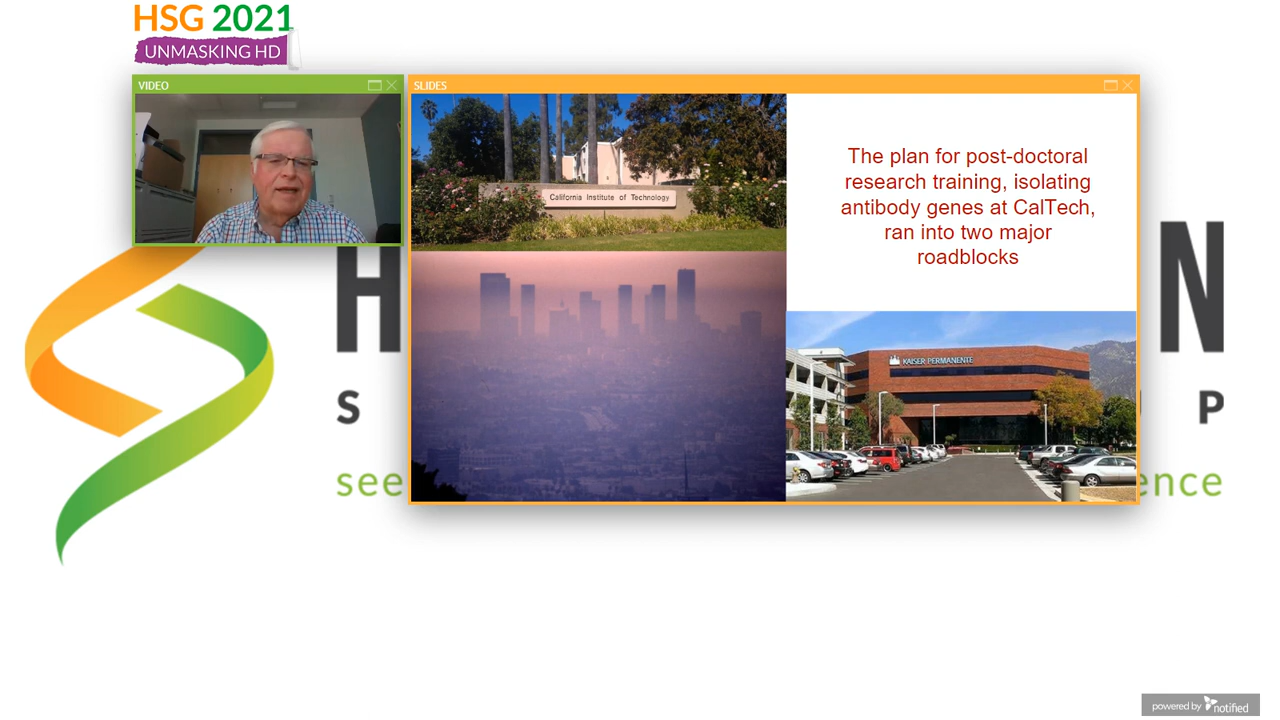 HSG 2021
UNMASKING HD
VIDEO
SLIDES
California Institute of Technology
The plan for post-doctoral
research training, isolating
antibody genes at CalTech,
ran into two major
roadblocks
KAISER PERMANENTE
H
N
S
P
see
ence
powered by notified